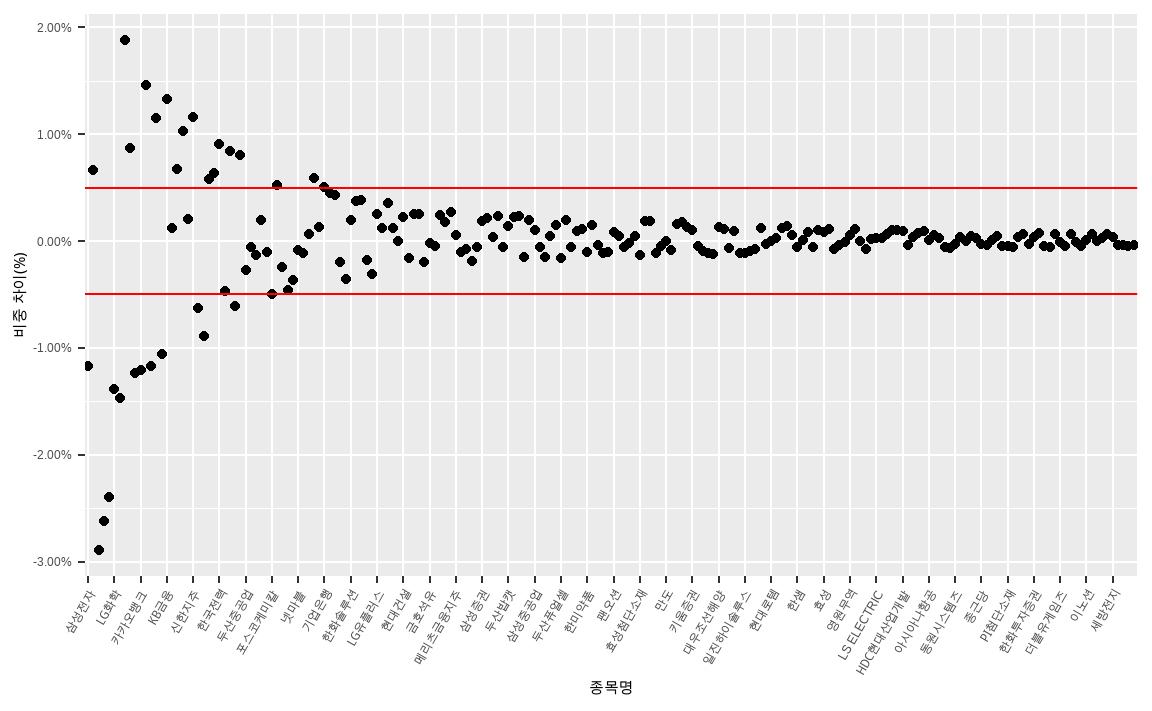 2.00%
1.00%
0.00%
-1.00%
-2.00%
-3.00%
비중 차이(%)
삼성전자
LG화학
카카오뱅크
KB금융
신한지주
한국전력
두산중공업
포스코케미칼
넷마블
기업은행
한화솔루션
LG유플러스
현대건설
금호석유
메리츠금융지주
삼성증권
두산밥캣
삼성중공업
두산퓨얼셀
한미약품
팬오션
효성첨단소재
만도
키움증권
대우조선해양
일진하이솔루스
현대로템
한샘
효성
영원무역
LS ELECTRIC
HDC현대산업개발
아시아나항공
동원시스템즈
종근당
PI첨단소재
한화투자증권
더블유게임즈
이노션
세방전지
종목명